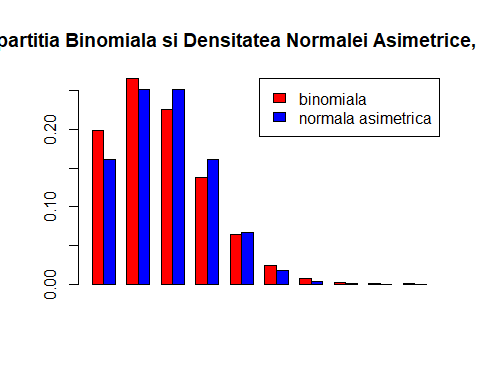 partitia Binomiala si Densitatea Normalei Asimetrice,
binomiala
normala asimetrica
0.20
0.10
0.00